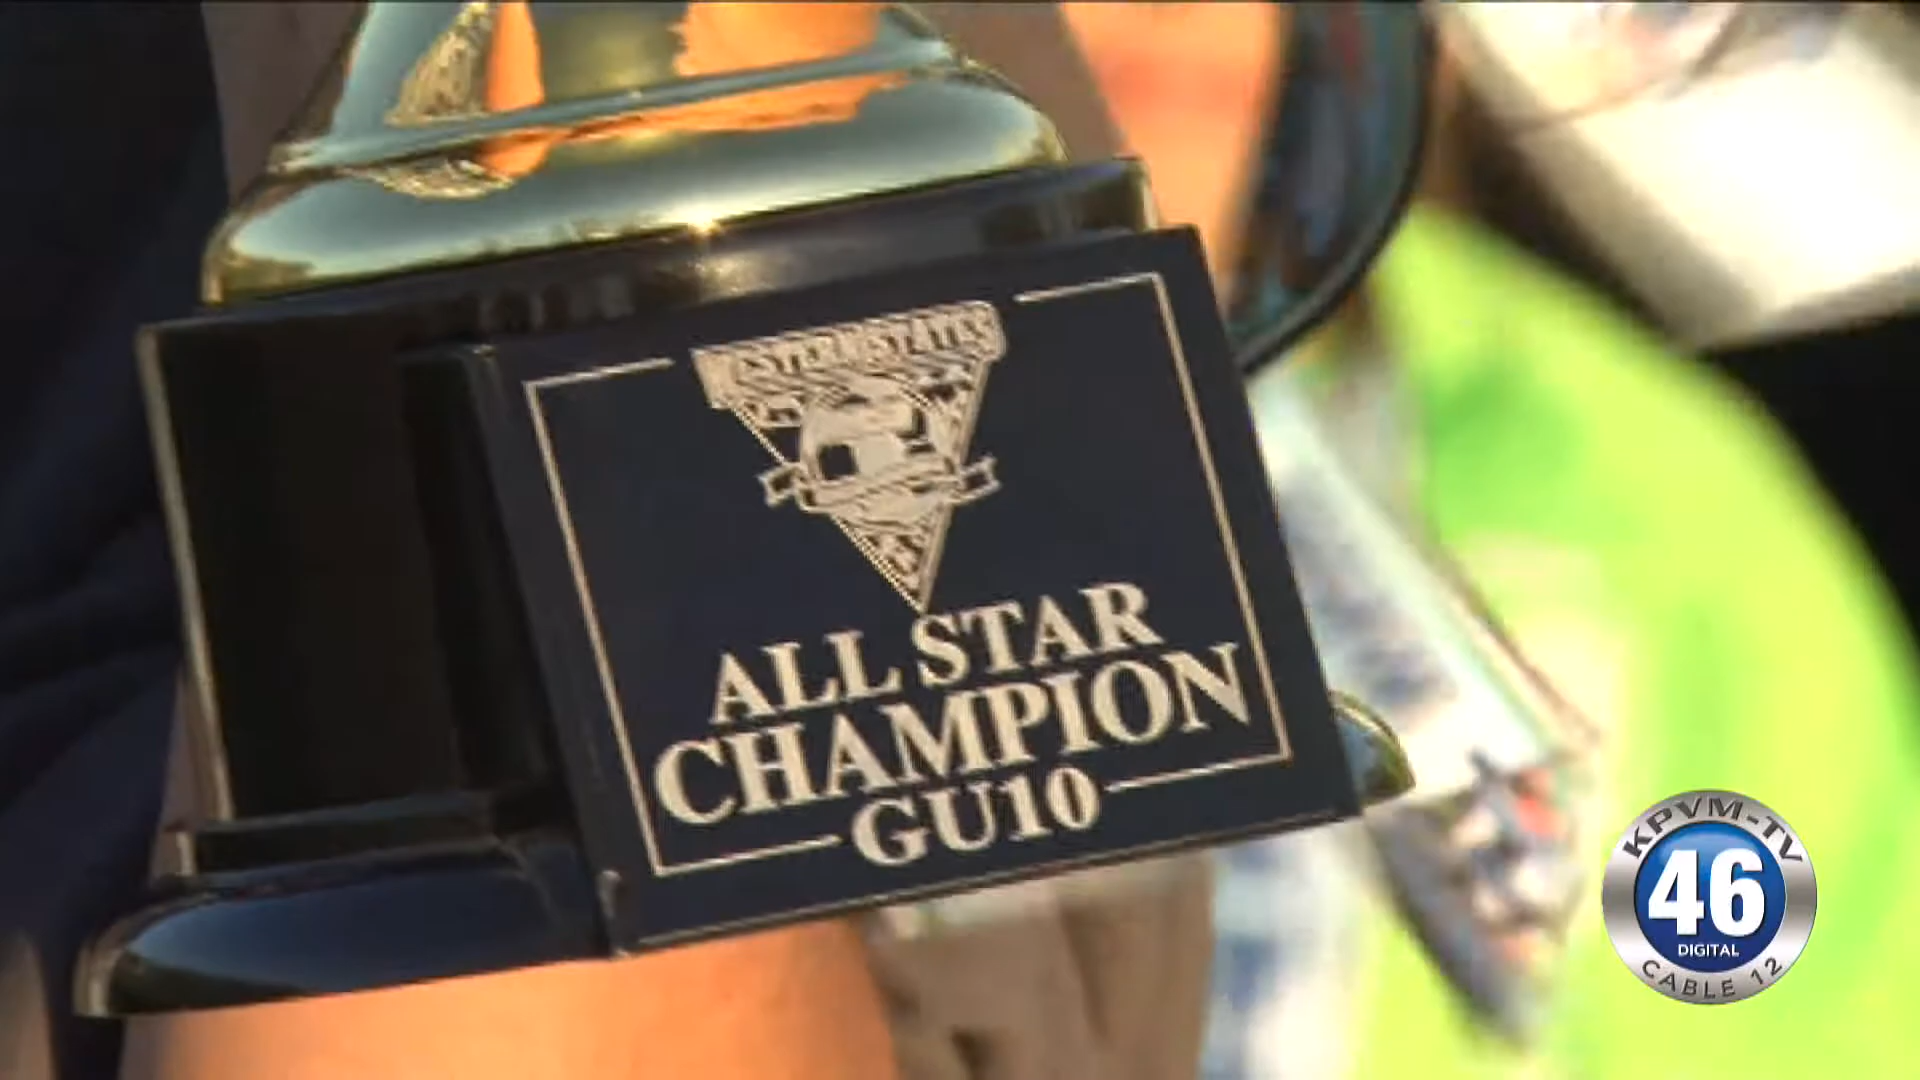 ALL STAR
CHAMPION
GU10
KPVM-TV
46
DIGITAL
CABLE 12